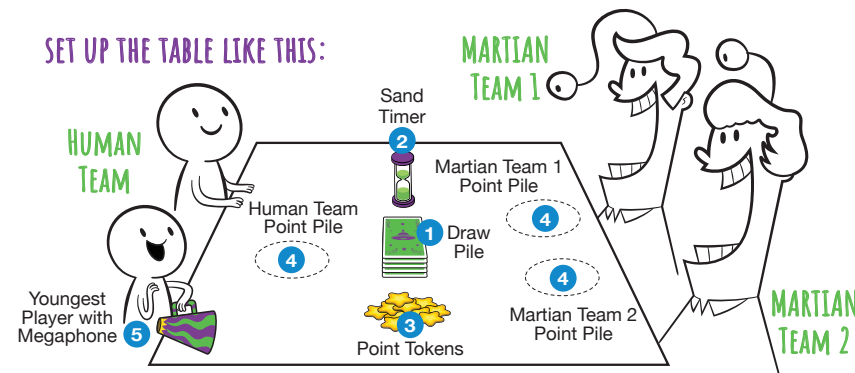 SET UP THE TABLE LIKE THIS:
MARTIAN
TEAM 1
HUMAN
TEAM
Sand
Timer
2
Martian Team 1
Point Pile
4
Human Team
Point Pile
4
1
Draw
Pile
4
Martian Team 2
Point Pile
3
Point Tokens
Youngest
Player with
Megaphone
5
MARTIAN
TEAM 2